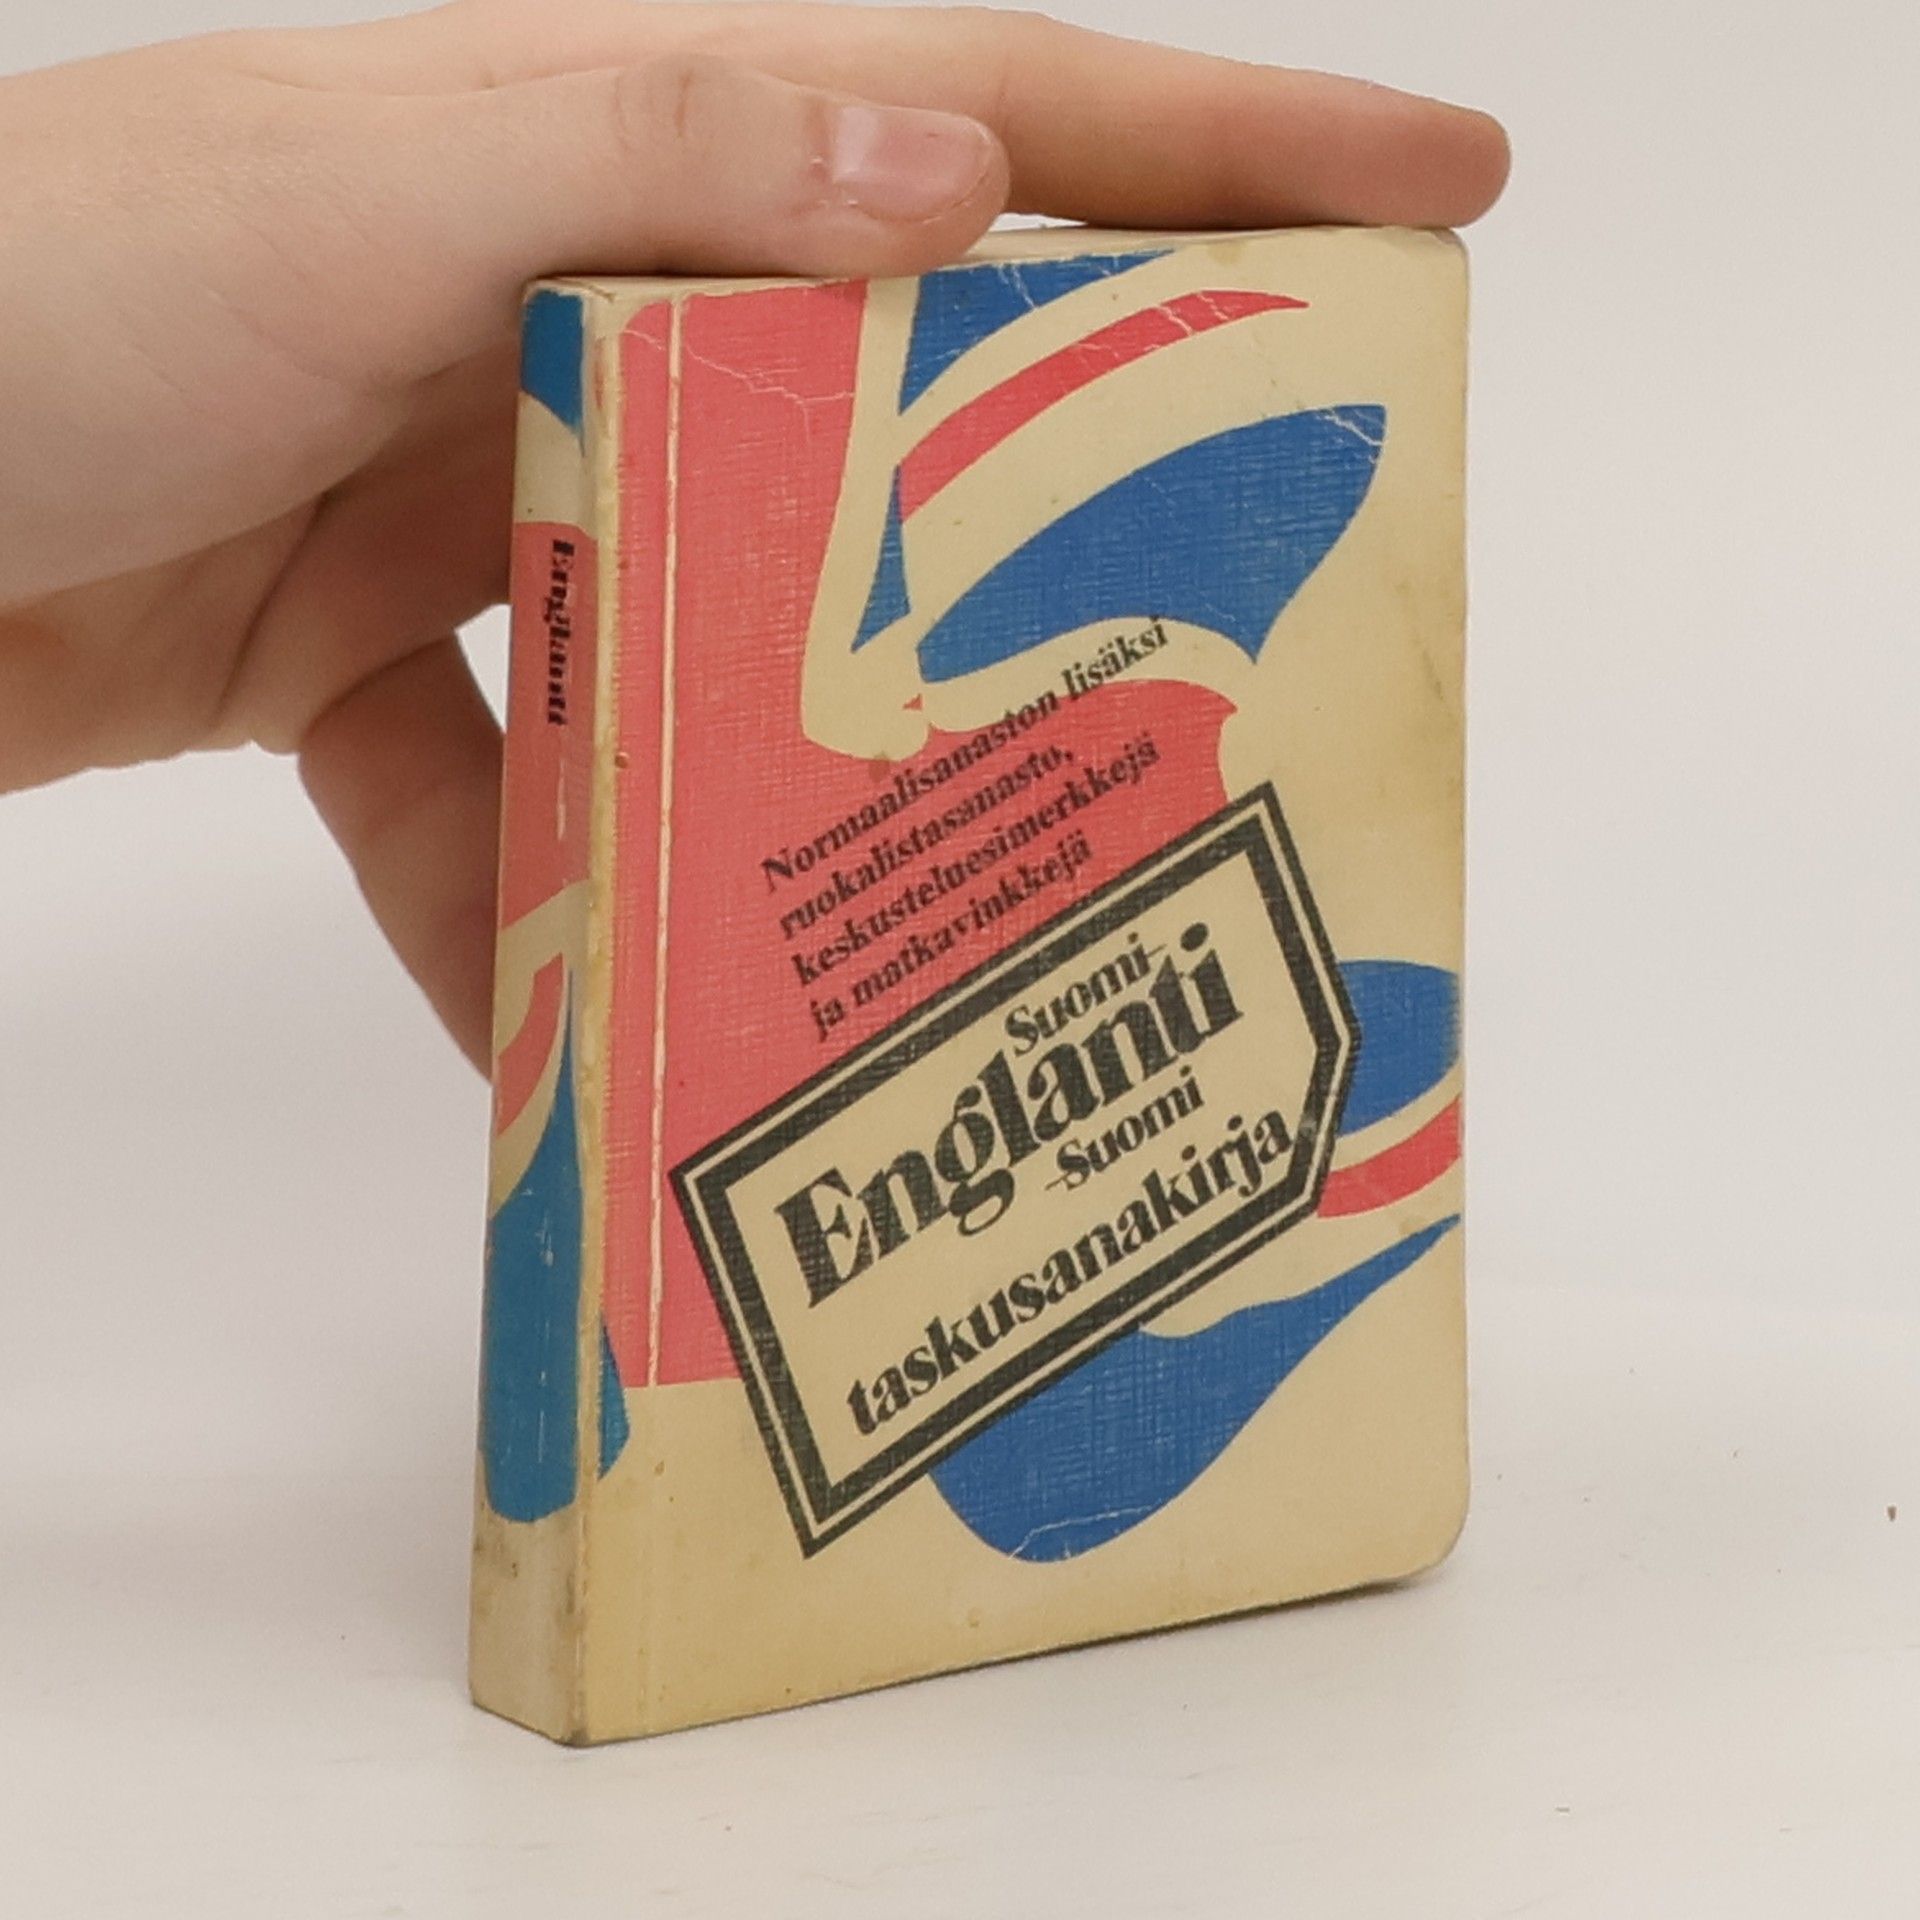 Englanti
Normaalisanaston lisäksi
ruokalistasanasto,
keskusteluesimerkkejä
ja matkavinkkejä
Suomi-
Englanti
-Suomi
taskusanakirja